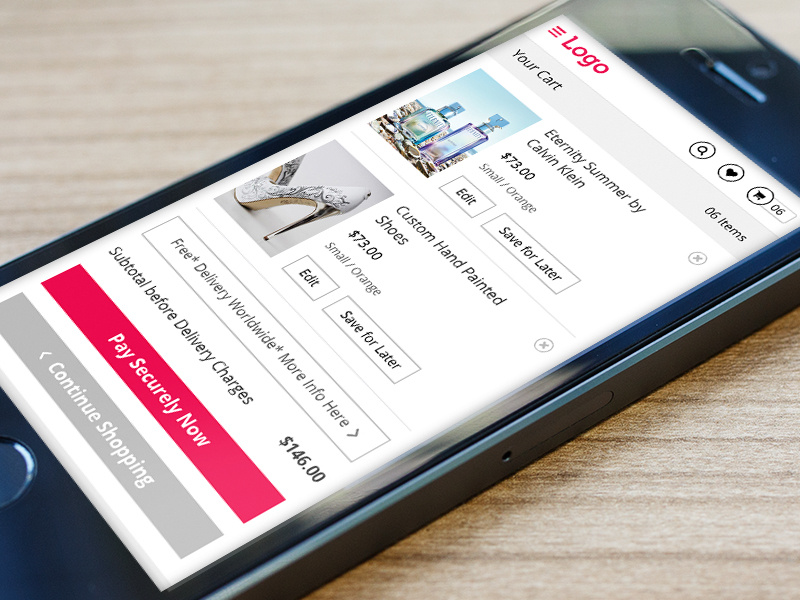 Logo
06
Your Cart
06 Items
Eternity Summer by
Calvin Klein
$73.00
Small / Orange
Edit
Save for Later
Custom Hand Painted
Shoes
$73.00
Small / Orange
Edit
Save for Later
Free* Delivery Worldwide* More Info Here >
Subtotal before Delivery Charges
$146.00
Pay Securely Now
‹ Continue Shopping